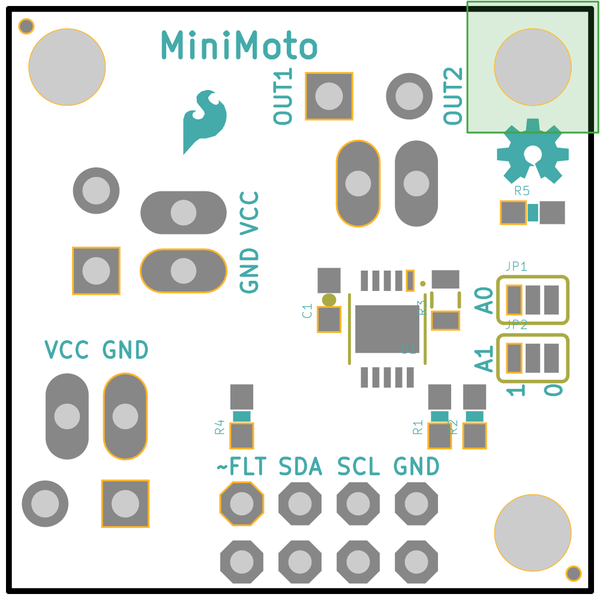 MiniMoto
OUT1
OUT2
R5
GND VCC
JP1
A0
C1
R3
JP2
A1
VCC GND
1
0
R4
R1
R2
~FLT SDA SCL GND